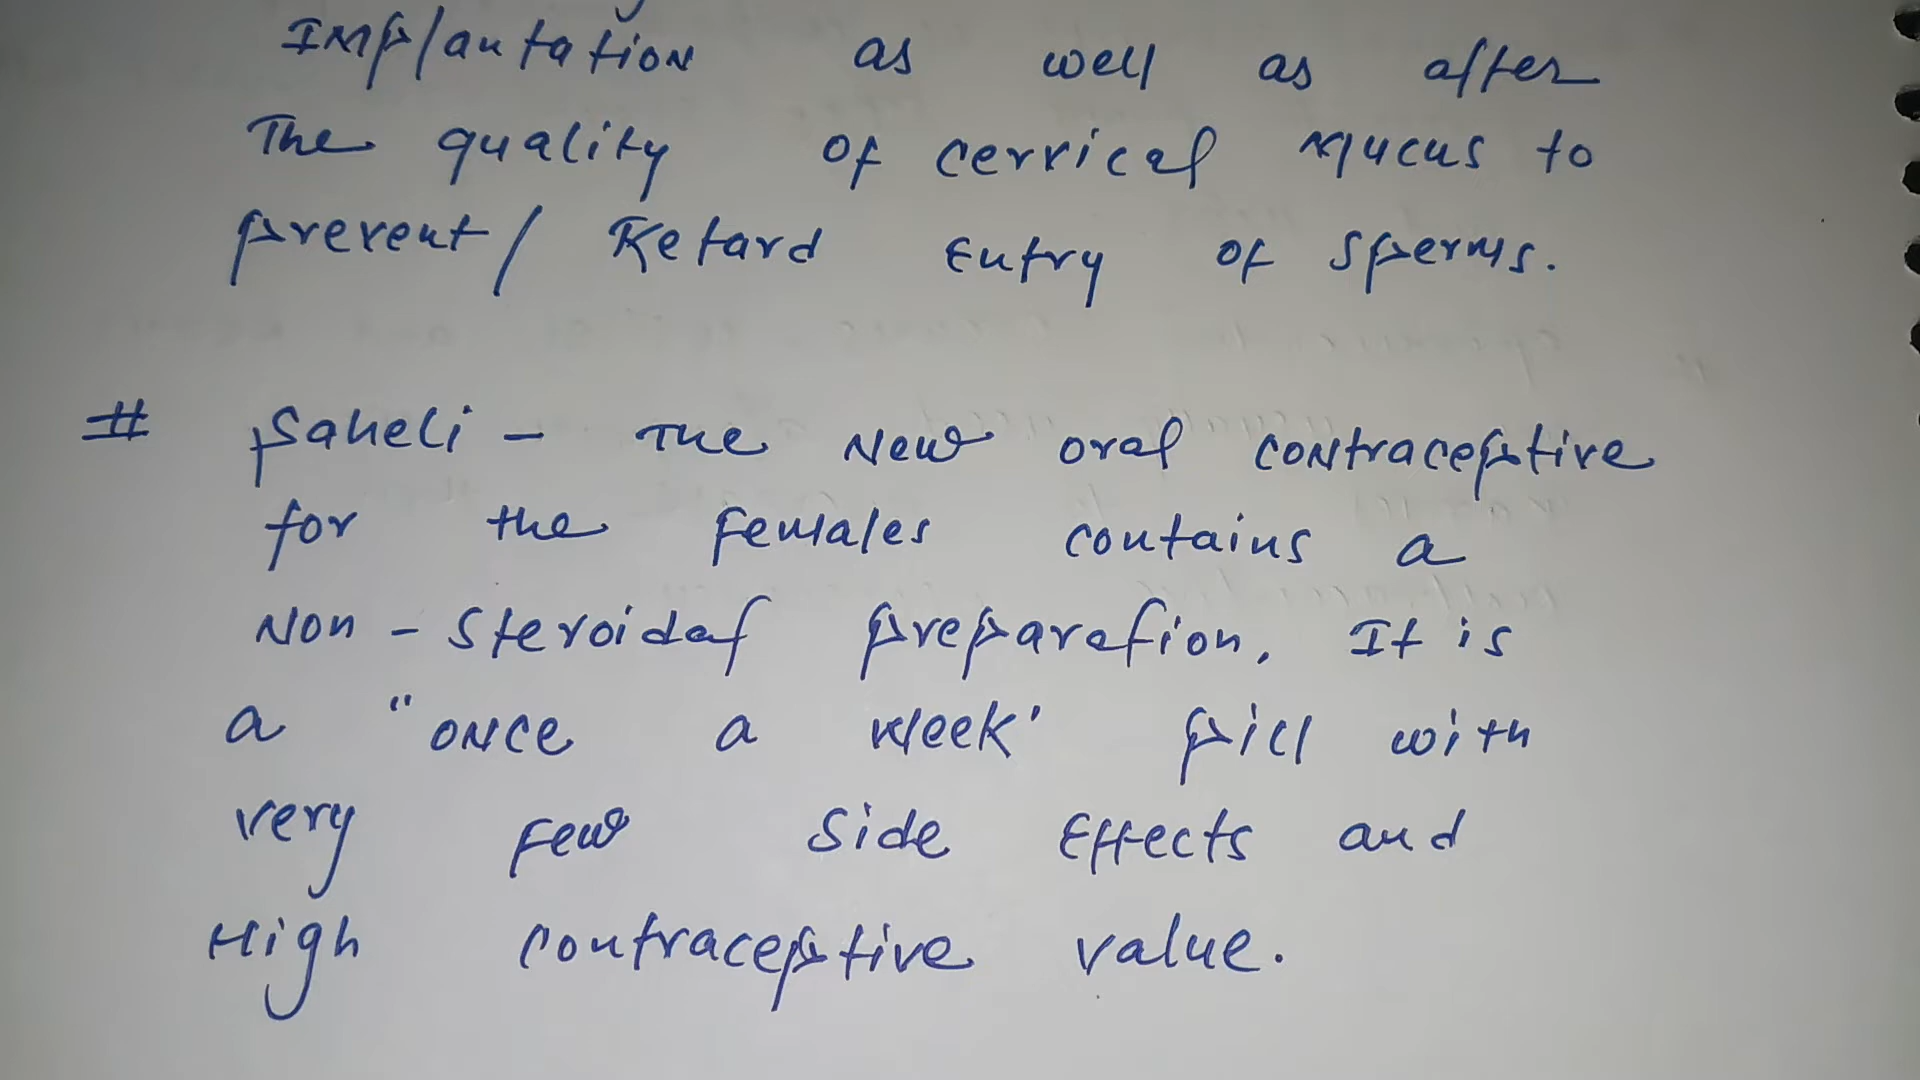 Implantation as well as after
The quality of cervical mucus to
prevent / Retard Entry of sperms.
# Saheli - The New oral contraceptive
for the females contains a
Non - steroidal preparation. It is
a "once a week' pill with
very few side Effects and
High contraceptive value.